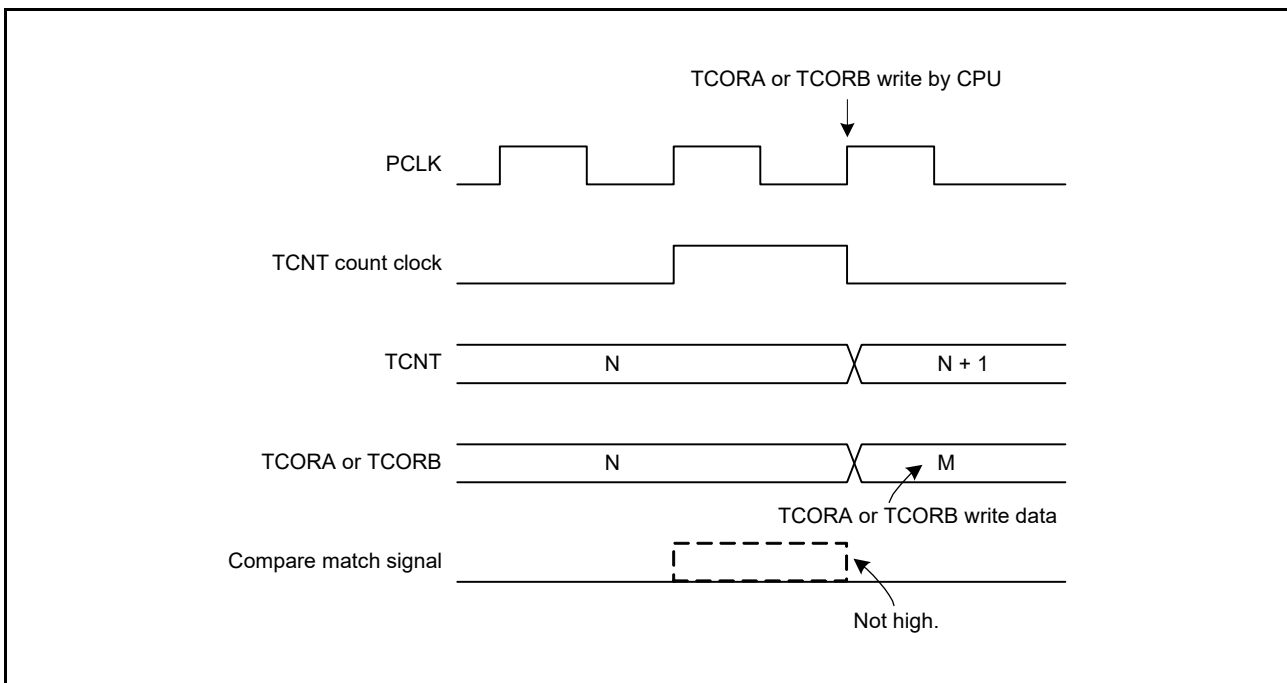 TCORA or TCORB write by CPU
PCLK
TCNT count clock
TCNT
N
N + 1
TCORA or TCORB
N
M
TCORA or TCORB write data
Compare match signal
Not high.